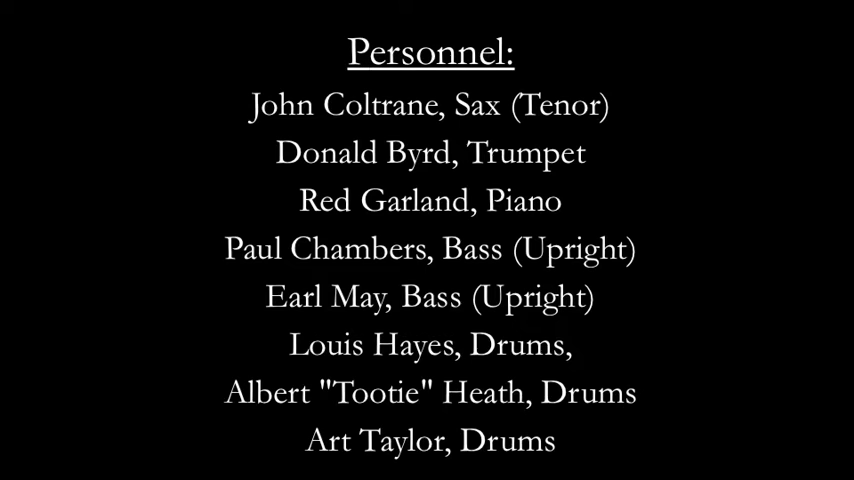 Personnel:
John Coltrane, Sax (Tenor)
Donald Byrd, Trumpet
Red Garland, Piano
Paul Chambers, Bass (Upright)
Earl May, Bass (Upright)
Louis Hayes, Drums,
Albert "Tootie" Heath, Drums
Art Taylor, Drums